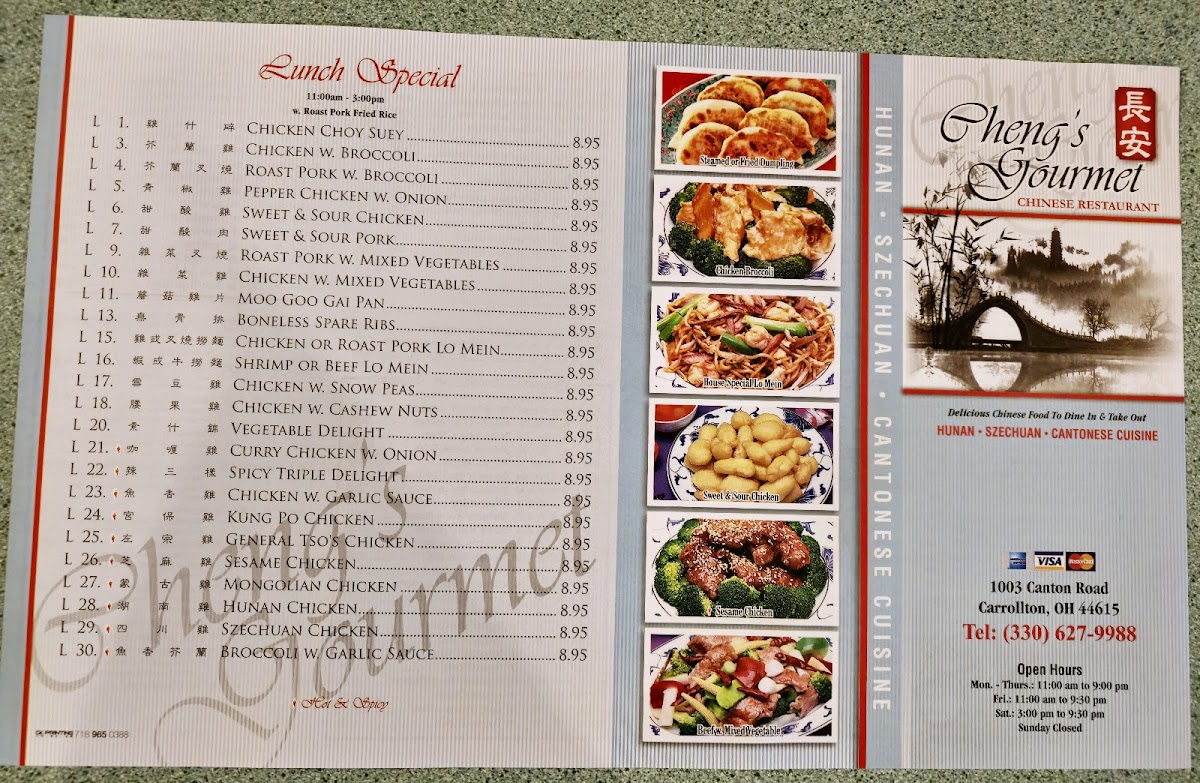 Lunch Special
11:00am - 3:00pm
w. Roast Pork Fried Rice
L 1. 雞什碎 CHICKEN CHOY SUEY 8.95
L 3. 芥蘭雞 CHICKEN W. BROCCOLI 8.95
L 4. 芥蘭叉燒 ROAST PORK W. BROCCOLI 8.95
L 5. 青椒雞 PEPPER CHICKEN W. ONION 8.95
L 6. 甜酸雞 SWEET & SOUR CHICKEN 8.95
L 7. 甜酸肉 SWEET & SOUR PORK 8.95
L 9. 雜菜叉燒 ROAST PORK W. MIXED VEGETABLES 8.95
L 10. 雜菜雞 CHICKEN W. MIXED VEGETABLES 8.95
L 11. 蘑菇雞片 MOO GOO GAI PAN 8.95
L 13. 無骨排 BONELESS SPARE RIBS 8.95
L 15. 雞或叉燒撈麵 CHICKEN OR ROAST PORK LO MEIN 8.95
L 16. 蝦或牛撈麵 SHRIMP OR BEEF LO MEIN 8.95
L 17. 雪豆雞 CHICKEN W. SNOW PEAS 8.95
L 18. 腰果雞 CHICKEN W. CASHEW NUTS 8.95
L 20. 素什錦 VEGETABLE DELIGHT 8.95
L 21. 咖喱雞 CURRY CHICKEN W. ONION 8.95
L 22. 辣三樣 SPICY TRIPLE DELIGHT 8.95
L 23. 魚香雞 CHICKEN W. GARLIC SAUCE 8.95
L 24. 宮保雞 KUNG PO CHICKEN 8.95
L 25. 左宗雞 GENERAL TSO'S CHICKEN 8.95
L 26. 芝麻雞 SESAME CHICKEN 8.95
L 27. 蒙古雞 MONGOLIAN CHICKEN 8.95
L 28. 湖南雞 HUNAN CHICKEN 8.95
L 29. 四川雞 SZECHUAN CHICKEN 8.95
L 30. 魚香芥蘭 BROCCOLI W. GARLIC SAUCE 8.95
Hot & Spicy
Cheng's
Gourmet
718 965 0388
Steamed or Fried Dumpling
Chicken Broccoli
House Special Lo Mein
Sweet & Sour Chicken
Sesame Chicken
Beef w. Mixed Vegetable
HUNAN • SZECHUAN • CANTONESE CUISINE
Cheng's
Gourmet
長安
CHINESE RESTAURANT
Delicious Chinese Food To Dine In & Take Out
HUNAN • SZECHUAN • CANTONESE CUISINE
VISA MasterCard
1003 Canton Road
Carrollton, OH 44615
Tel: (330) 627-9988
Open Hours
Mon. - Thurs.: 11:00 am to 9:00 pm
Fri.: 11:00 am to 9:30 pm
Sat.: 3:00 pm to 9:30 pm
Sunday Closed